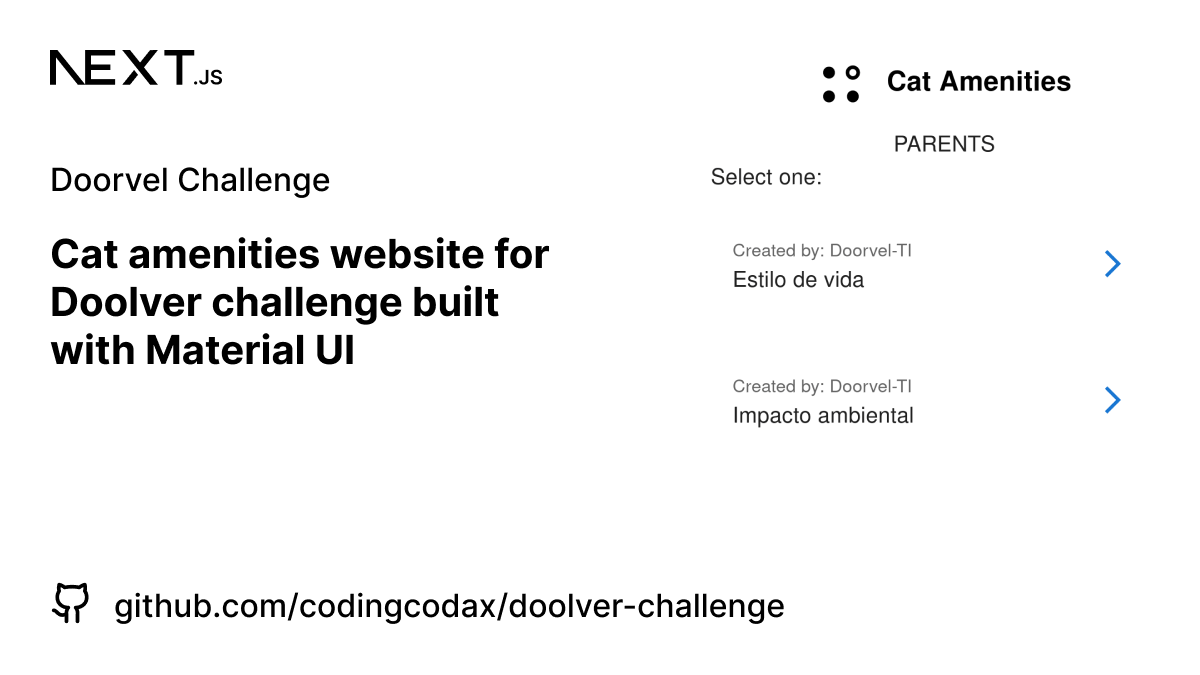 NEXT.JS
Doorvel Challenge
Cat amenities website for
Doolver challenge built
with Material UI
github.com/codingcodax/doolver-challenge
Cat Amenities
PARENTS
Select one:
Created by: Doorvel-TI
Estilo de vida
Created by: Doorvel-TI
Impacto ambiental